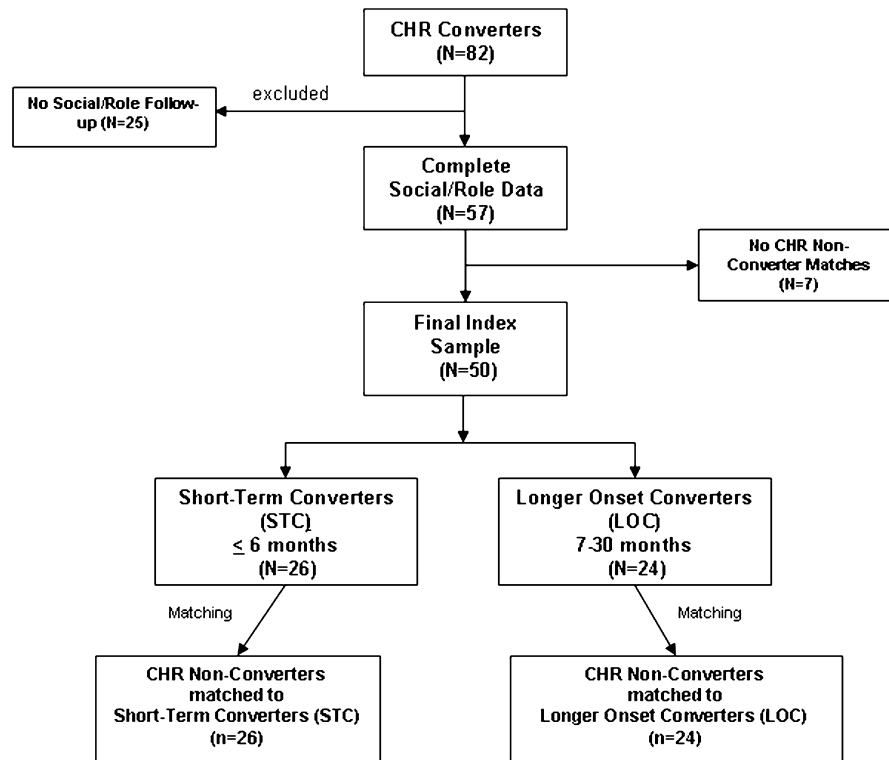 CHR Converters
(N=82)
excluded
No Social/Role Follow-
up (N=25)
Complete
Social/Role Data
(N=57)
No CHR Non-
Converter Matches
(N=7)
Final Index
Sample
(N=50)
Short-Term Converters
(STC)
≤ 6 months
(N=26)
Longer Onset Converters
(LOC)
7-30 months
(N=24)
Matching
Matching
CHR Non-Converters
matched to
Short-Term Converters (STC)
(n=26)
CHR Non-Converters
matched to
Longer Onset Converters (LOC)
(n=24)